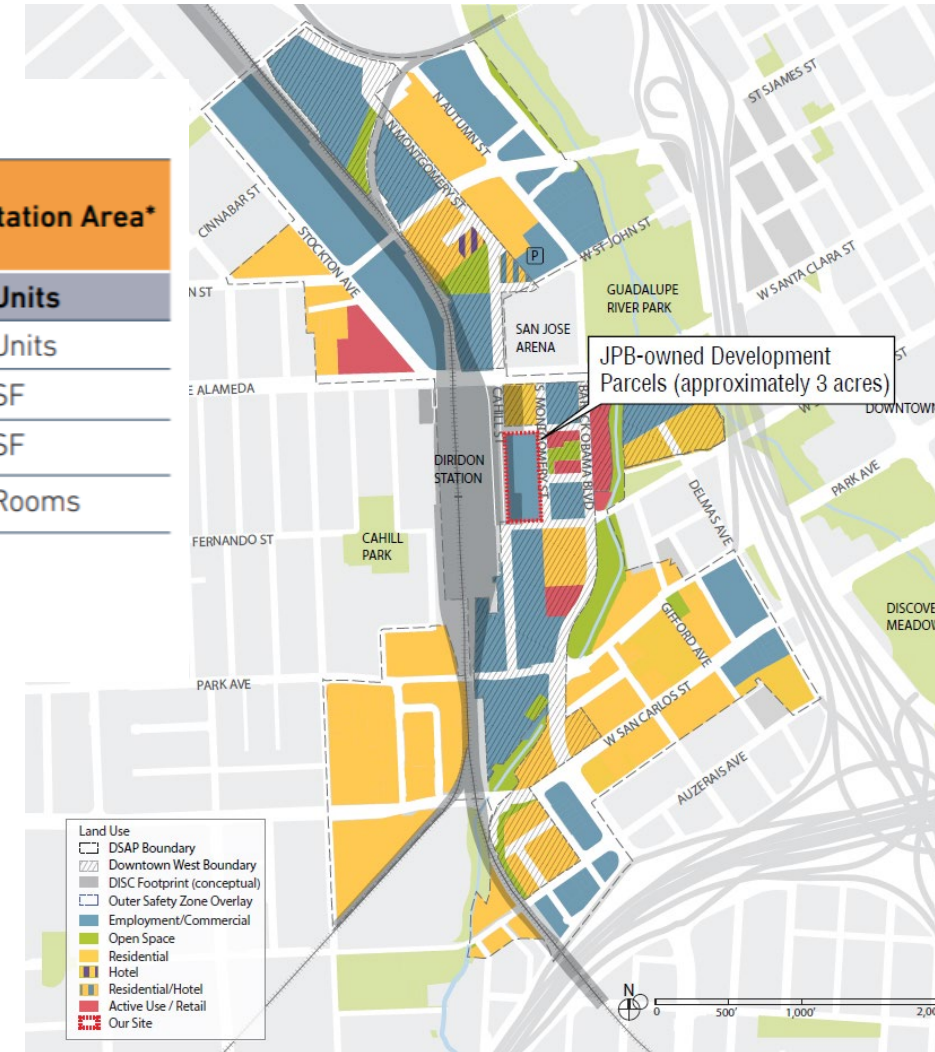 tation Area*
Units
Units
SF
SF
Rooms
ST SJAMES ST
N AUTUMN ST
N MONTGOMERY ST
CINNABAR ST
STOCKTON AVE
W ST JOHN ST
P
W SANTA CLARA ST
N ST
GUADALUPE
RIVER PARK
SAN JOSE
ARENA
JPB-owned Development
Parcels (approximately 3 acres)
ST
E ALAMEDA
CAHILL ST
S MONTGOMERY ST
OBAMA BLVD
DOWNTOWN
DIRIDON
STATION
PARK AVE
DELMAS AVE
FERNANDO ST
CAHILL
PARK
DISCOVE
MEADOW
GIFFORD AVE
PARK AVE
W SAN CARLOS ST
AUZERAIS AVE
Land Use
DSAP Boundary
Downtown West Boundary
DISC Footprint (conceptual)
Outer Safety Zone Overlay
Employment/Commercial
Open Space
Residential
Hotel
Residential/Hotel
Active Use / Retail
Our Site
N
0 500' 1,000' 2,00